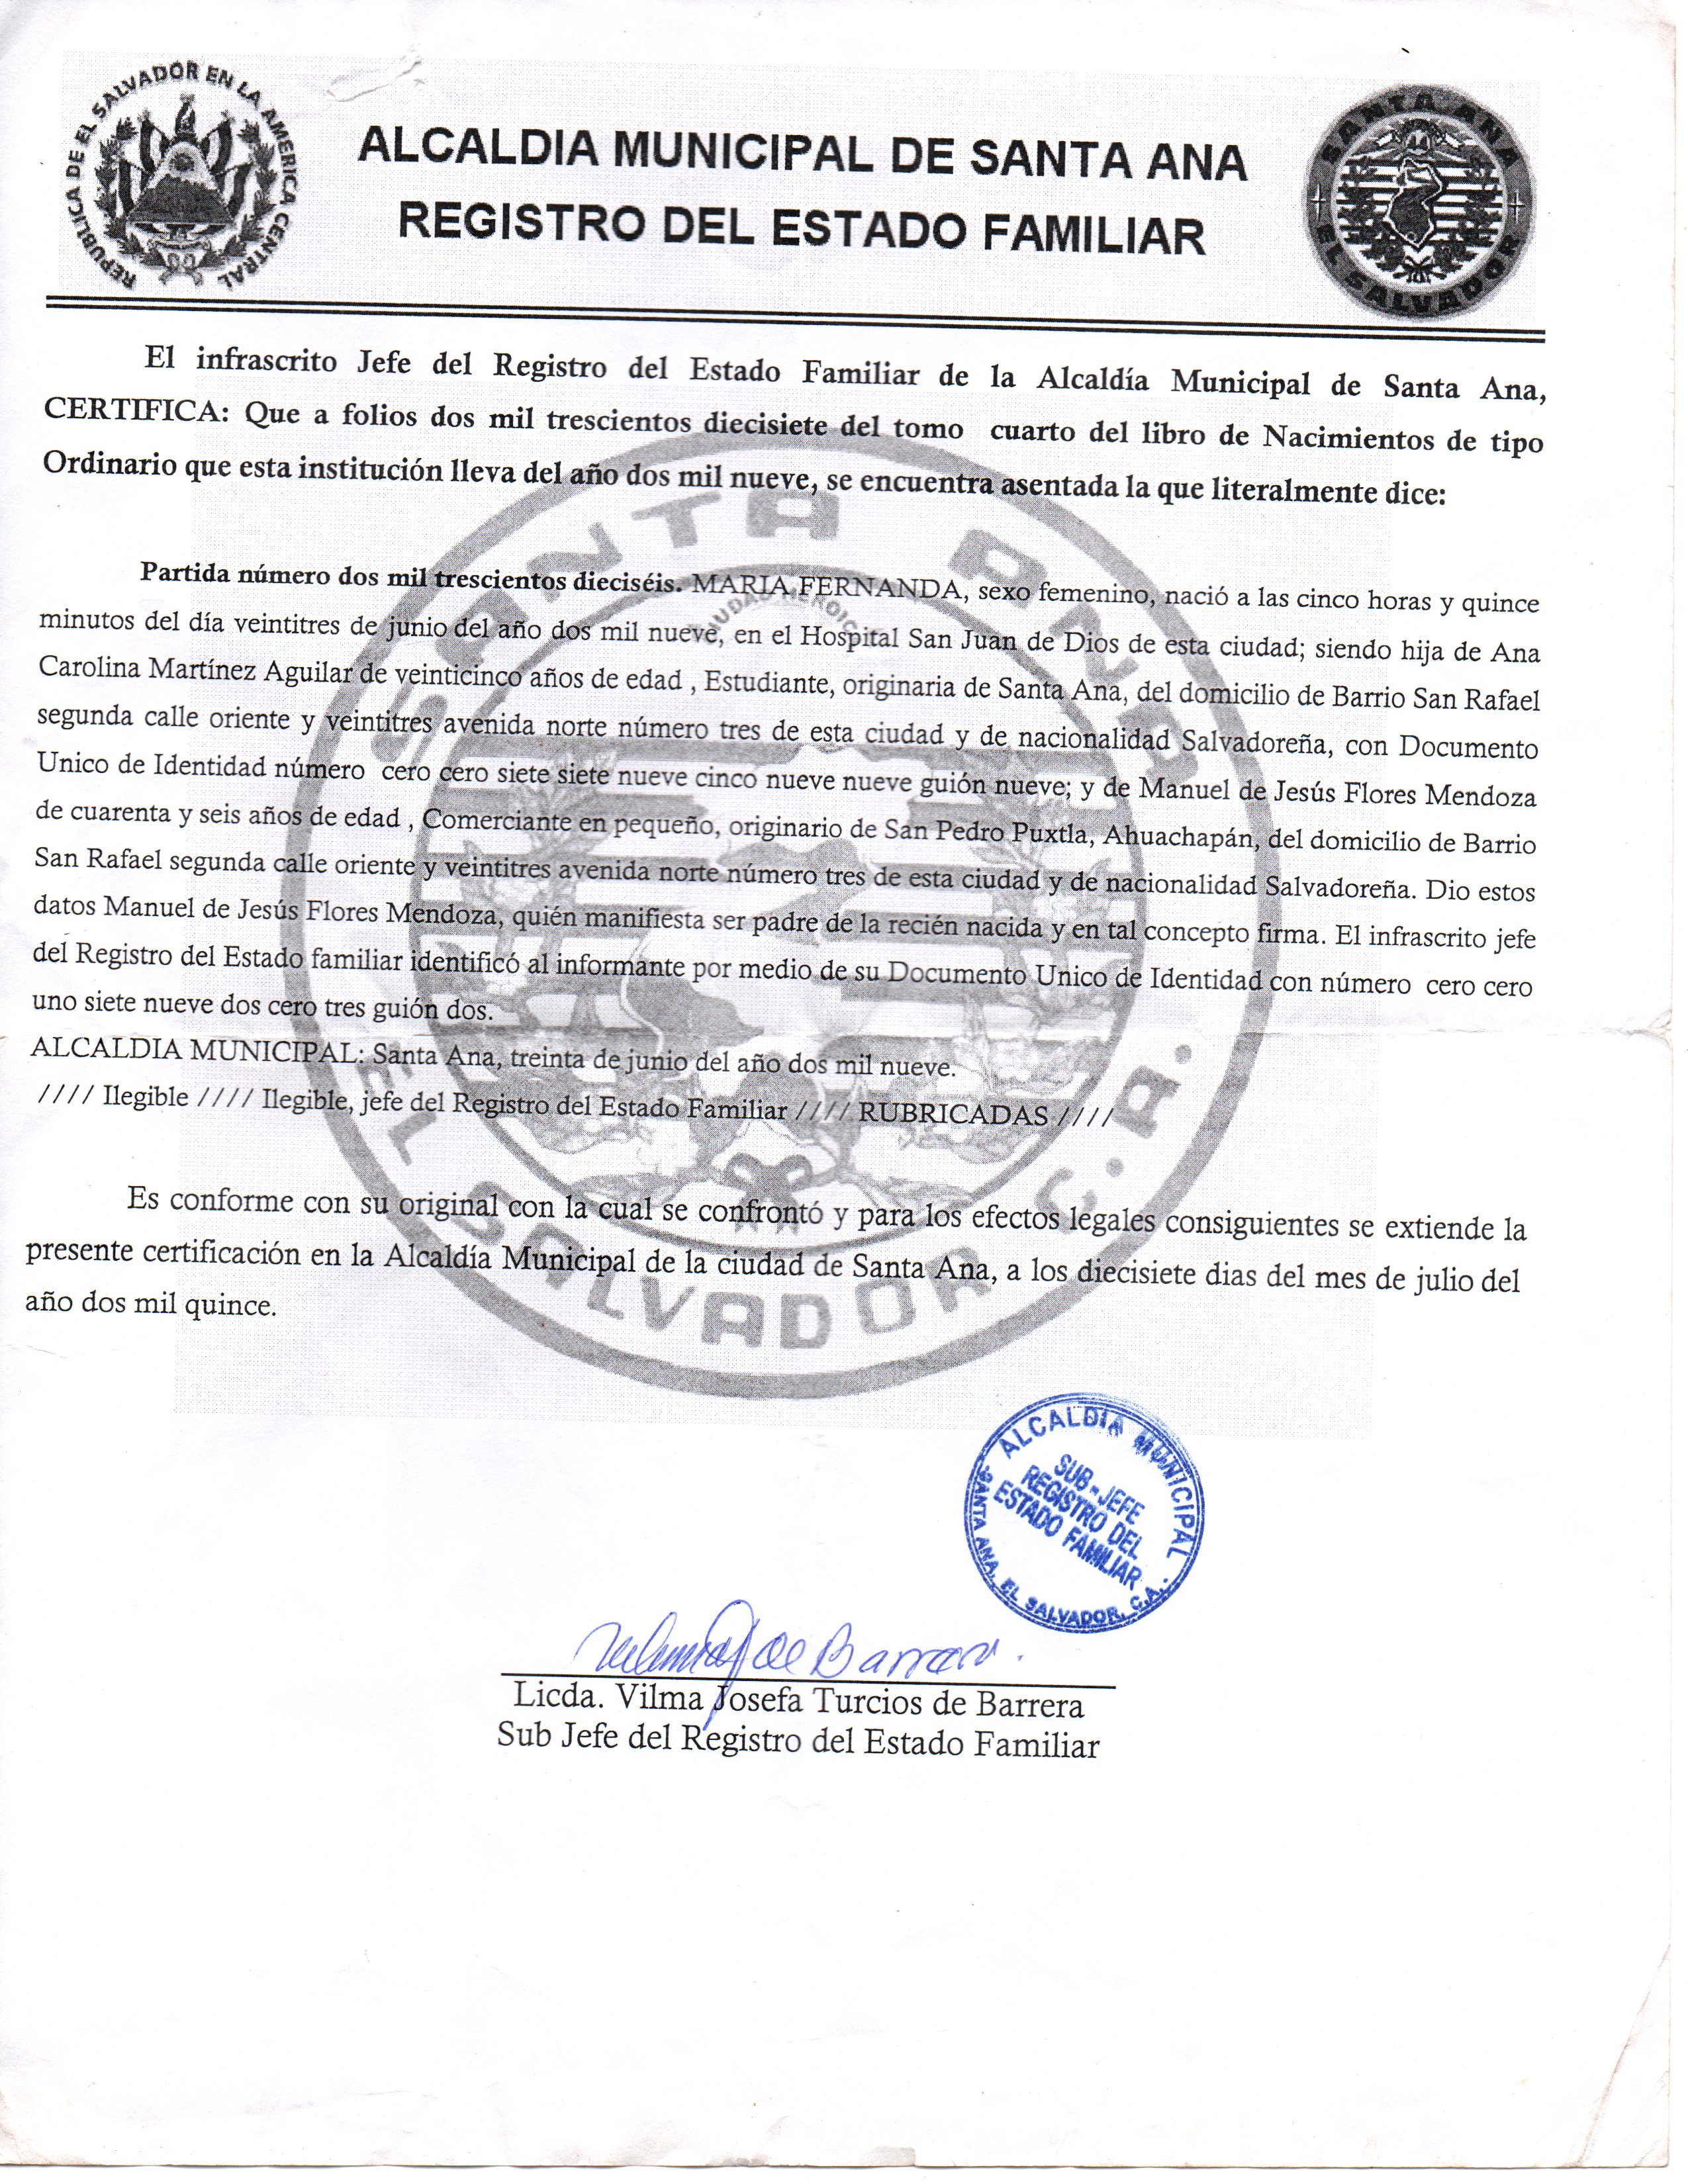 REPUBLICA DE EL SALVADOR EN LA AMERICA CENTRAL
ALCALDIA MUNICIPAL DE SANTA ANA
REGISTRO DEL ESTADO FAMILIAR
SANTA ANA
EL SALVADOR
El infrascrito Jefe del Registro del Estado Familiar de la Alcaldía Municipal de Santa Ana,
CERTIFICA: Que a folios dos mil trescientos diecisiete del tomo cuarto del libro de Nacimientos de tipo
Ordinario que esta institución lleva del año dos mil nueve, se encuentra asentada la que literalmente dice:
Partida número dos mil trescientos dieciséis. MARIA FERNANDA, sexo femenino, nació a las cinco horas y quince
minutos del día veintitres de junio del año dos mil nueve, en el Hospital San Juan de Dios de esta ciudad; siendo hija de Ana
Carolina Martínez Aguilar de veinticinco años de edad , Estudiante, originaria de Santa Ana, del domicilio de Barrio San Rafael
segunda calle oriente y veintitres avenida norte número tres de esta ciudad y de nacionalidad Salvadoreña, con Documento
Unico de Identidad número cero cero siete siete nueve cinco nueve nueve guión nueve; y de Manuel de Jesús Flores Mendoza
de cuarenta y seis años de edad , Comerciante en pequeño, originario de San Pedro Puxtla, Ahuachapán, del domicilio de Barrio
San Rafael segunda calle oriente y veintitres avenida norte número tres de esta ciudad y de nacionalidad Salvadoreña. Dio estos
datos Manuel de Jesús Flores Mendoza, quién manifiesta ser padre de la recién nacida y en tal concepto firma. El infrascrito jefe
del Registro del Estado familiar identificó al informante por medio de su Documento Unico de Identidad con número cero cero
uno siete nueve dos cero tres guión dos.
ALCALDIA MUNICIPAL: Santa Ana, treinta de junio del año dos mil nueve.
//// Ilegible //// Ilegible, jefe del Registro del Estado Familiar //// RUBRICADAS ////
Es conforme con su original con la cual se confrontó y para los efectos legales consiguientes se extiende la
presente certificación en la Alcaldía Municipal de la ciudad de Santa Ana, a los diecisiete dias del mes de julio del
año dos mil quince.
SANTA ANA
CIUDAD HEROICA
EL SALVADOR C.A.
ALCALDIA MUNICIPAL
SUB-JEFE
REGISTRO DEL
ESTADO FAMILIAR
SANTA ANA, EL SALVADOR, C.A.
de Barrera
Licda. Vilma Josefa Turcios de Barrera
Sub Jefe del Registro del Estado Familiar